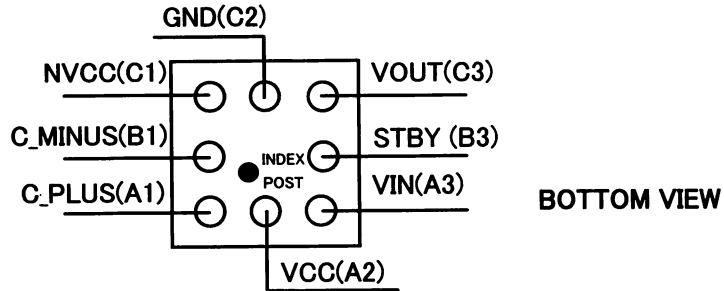 GND(C2)
NVCC(C1)
VOUT(C3)
C_MINUS(B1)
STBY (B3)
INDEX
POST
C_PLUS(A1)
VIN(A3)
BOTTOM VIEW
VCC(A2)